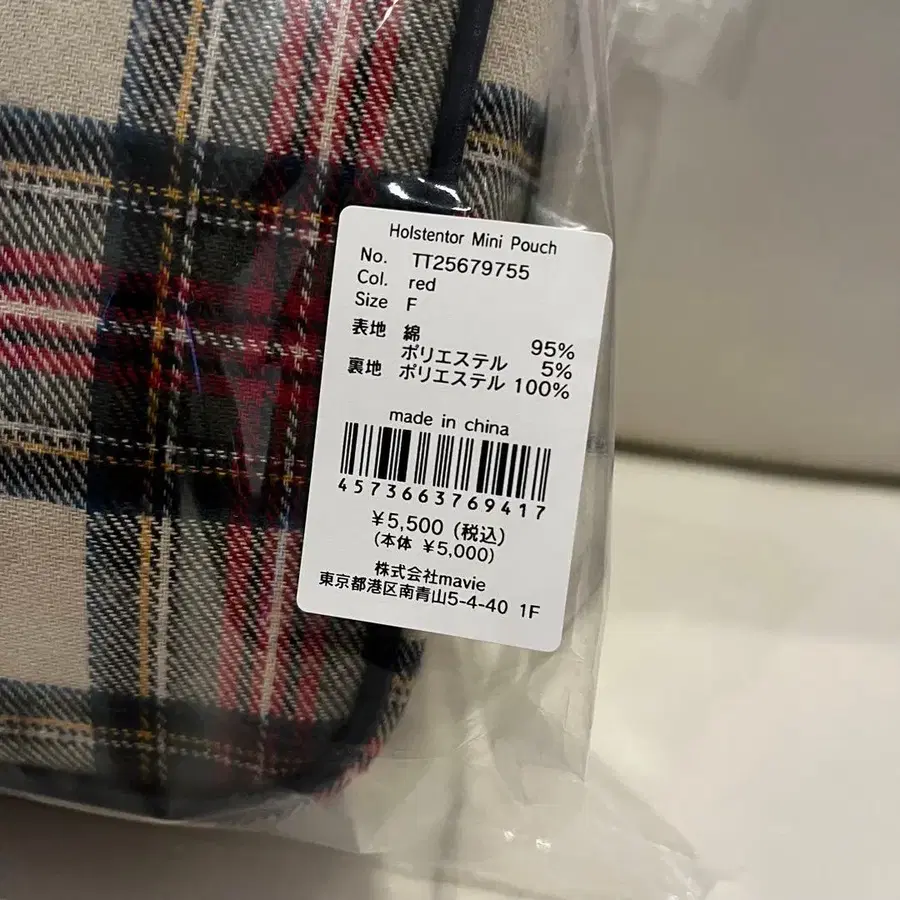 Holstentor Mini Pouch
No. TT25679755
Col. red
Size F
表地 綿 95%
ポリエステル 5%
裏地 ポリエステル 100%
made in china
4573663769417
¥5,500 (税込)
(本体 ¥5,000)
株式会社mavie
東京都港区南青山5-4-40 1F